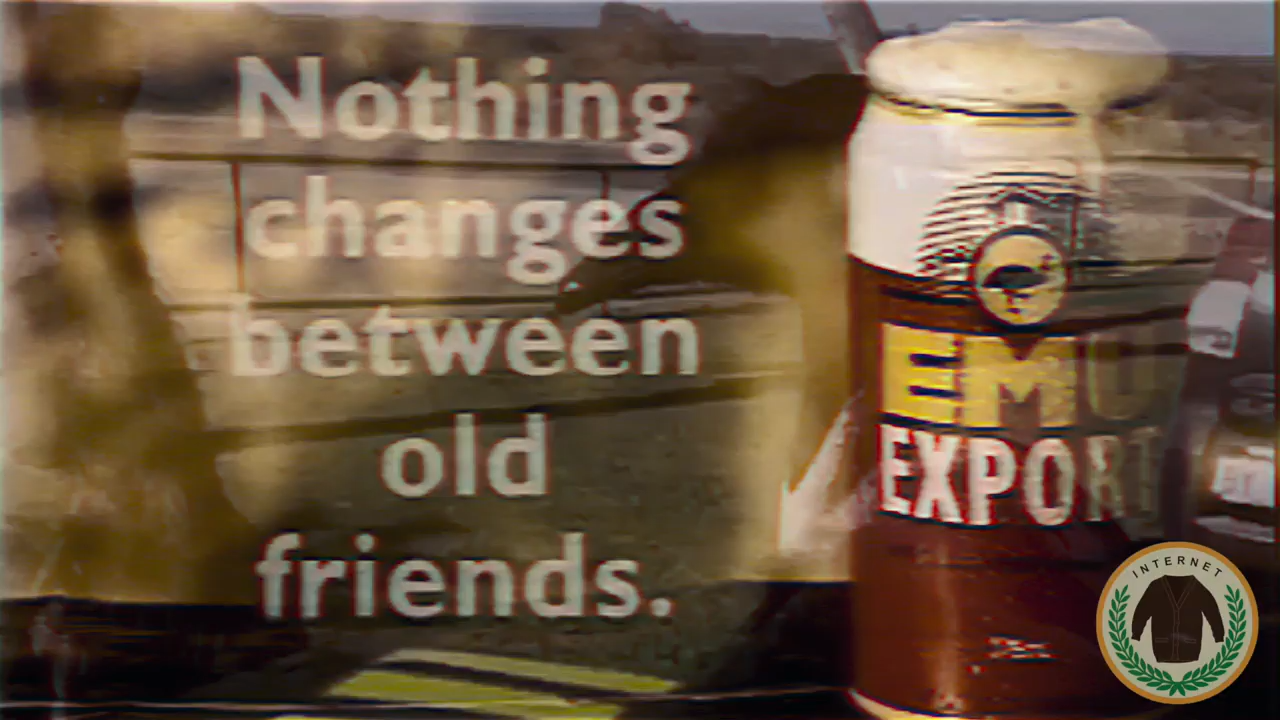 Nothing
changes
between
old
friends.
EMU
EXPORT
INTERNET